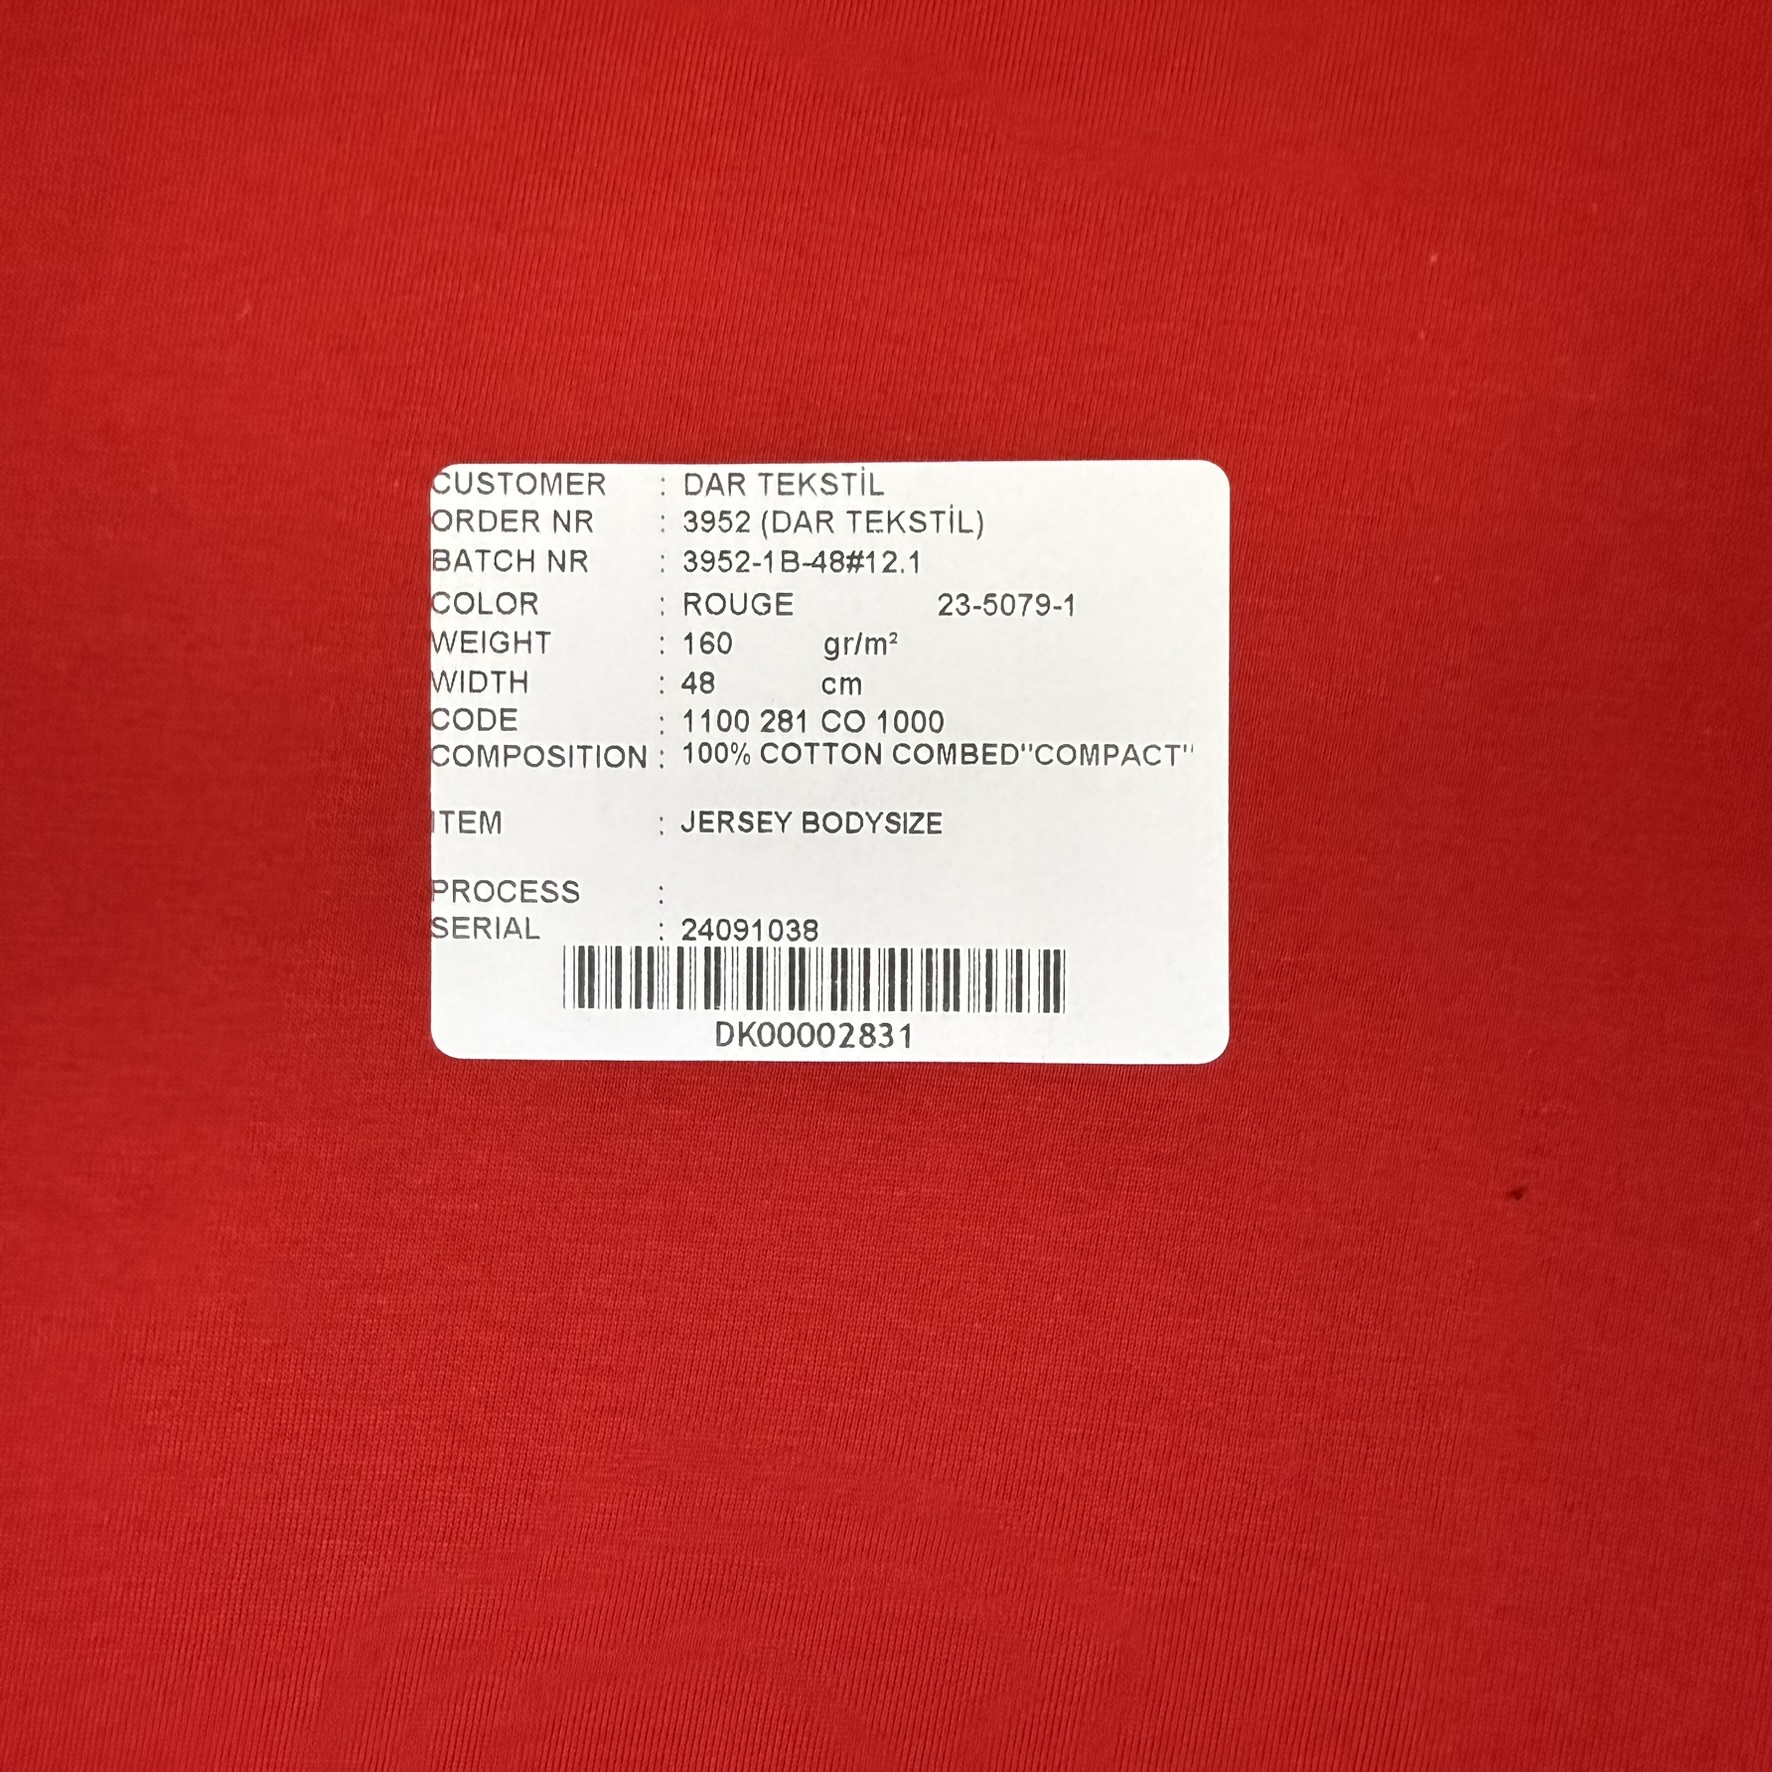 CUSTOMER : DAR TEKSTİL
ORDER NR : 3952 (DAR TEKSTİL)
BATCH NR : 3952-1B-48#12.1
COLOR : ROUGE 23-5079-1
WEIGHT : 160 gr/m²
WIDTH : 48 cm
CODE : 1100 281 CO 1000
COMPOSITION : 100% COTTON COMBED"COMPACT"
ITEM : JERSEY BODYSIZE
PROCESS :
SERIAL : 24091038
DK00002831